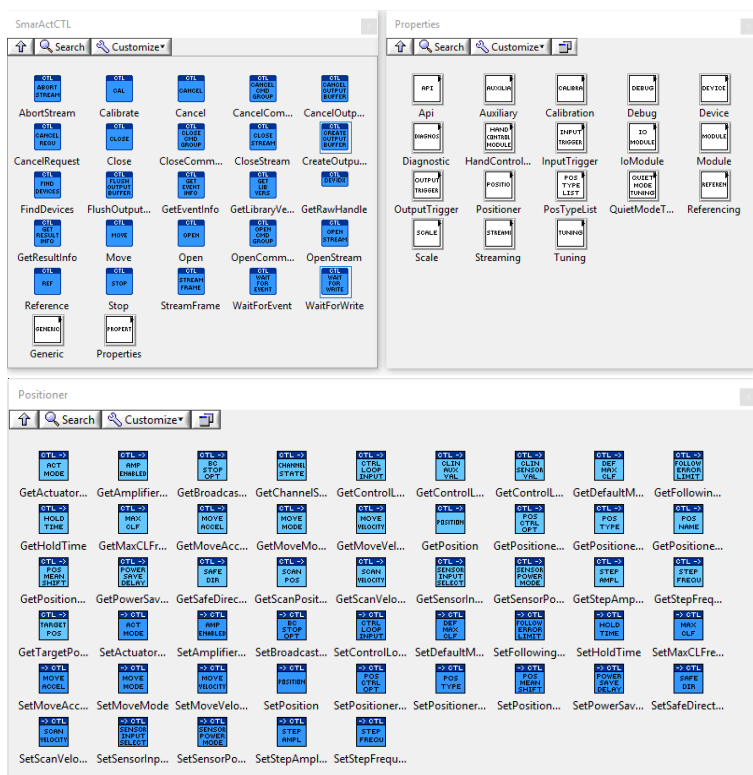 SmarActCTL
Search Customize
CTL ABORT STREAM CTL CAL CTL CANCEL CTL CANCEL CMD GROUP CTL CANCEL OUTPUT BUFFER
AbortStream Calibrate Cancel CancelCom... CancelOutp...
CTL CANCEL REQU CTL CLOSE CTL CLOSE CMD GROUP CTL CLOSE STREAM CTL CREATE OUTPUT BUFFER
CancelRequest Close CloseComm... CloseStream CreateOutpu...
CTL FIND DEVICES CTL FLUSH OUTPUT BUFFER CTL GET EVENT INFO CTL GET LIB VERS CTL
FindDevices FlushOutput... GetEventInfo GetLibraryVe... GetRawHandle
CTL GET RESULT INFO CTL MOVE CTL OPEN CTL OPEN CMD GROUP CTL OPEN STREAM
GetResultInfo Move Open OpenComm... OpenStream
CTL REF CTL STOP CTL STREAM FRAME CTL WAIT FOR EVENT CTL WAIT FOR WRITE
Reference Stop StreamFrame WaitForEvent WaitForWrite
GENERIC PROPERT
Generic Properties
Properties
Search Customize
API AUXILIA CALIBRA DEBUG DEVICE
Api Auxiliary Calibration Debug Device
DIAGNOS HAND CONTROL MODULE INPUT TRIGGER IO MODULE MODULE
Diagnostic HandControl... InputTrigger IoModule Module
OUTPUT TRIGGER POSITIO POS TYPE LIST QUIET MODE TUNING REFEREN
OutputTrigger Positioner PosTypeList QuietModeT... Referencing
SCALE STREAMI TUNING
Scale Streaming Tuning
Positioner
Search Customize
CTL -> ACT MODE CTL -> AMP ENABLED CTL -> BC STOP OPT CTL -> CHANNEL STATE CTL -> CTRL LOOP INPUT CTL -> CLIN AUX VAL CTL -> CLIN SENSOR VAL CTL -> DEF MAX CLF CTL -> FOLLOW ERROR LIMIT
GetActuator... GetAmplifier... GetBroadcas... GetChannelS... GetControlL... GetControlL... GetControlL... GetDefaultM... GetFollowin...
CTL -> HOLD TIME CTL -> MAX CLF CTL -> MOVE ACCEL CTL -> MOVE MODE CTL -> MOVE VELOCITY CTL -> POSITION CTL -> POS CTRL OPT CTL -> POS TYPE CTL -> POS NAME
GetHoldTime GetMaxCLFr... GetMoveAcc... GetMoveMo... GetMoveVel... GetPosition GetPositione... GetPositione... GetPositione...
CTL -> POS MEAN SHIFT CTL -> POWER SAVE DELAY CTL -> SAFE DIR CTL -> SCAN POS CTL -> SCAN VELOCITY CTL -> SENSOR INPUT SELECT CTL -> SENSOR POWER MODE CTL -> STEP AMPL CTL -> STEP FREQU
GetPosition... GetPowerSav... GetSafeDirec... GetScanPosit... GetScanVelo... GetSensorIn... GetSensorPo... GetStepAmp... GetStepFreq...
CTL -> TARGET POS -> CTL ACT MODE -> CTL AMP ENABLED -> CTL BC STOP OPT -> CTL CTRL LOOP INPUT -> CTL DEF MAX CLF -> CTL FOLLOW ERROR LIMIT -> CTL HOLD TIME -> CTL MAX CLF
GetTargetPo... SetActuator... SetAmplifier... SetBroadcast... SetControlLo... SetDefaultM... SetFollowing... SetHoldTime SetMaxCLFre...
-> CTL MOVE ACCEL -> CTL MOVE MODE -> CTL MOVE VELOCITY -> CTL POSITION -> CTL POS CTRL OPT -> CTL POS TYPE -> CTL POS MEAN SHIFT -> CTL POWER SAVE DELAY -> CTL SAFE DIR
SetMoveAcc... SetMoveMode SetMoveVelo... SetPosition SetPositioner... SetPositioner... SetPosition... SetPowerSav... SetSafeDirect...
-> CTL SCAN VELOCITY -> CTL SENSOR INPUT SELECT -> CTL SENSOR POWER MODE -> CTL STEP AMPL -> CTL STEP FREQU
SetScanVelo... SetSensorInp... SetSensorPo... SetStepAmpl... SetStepFrequ...